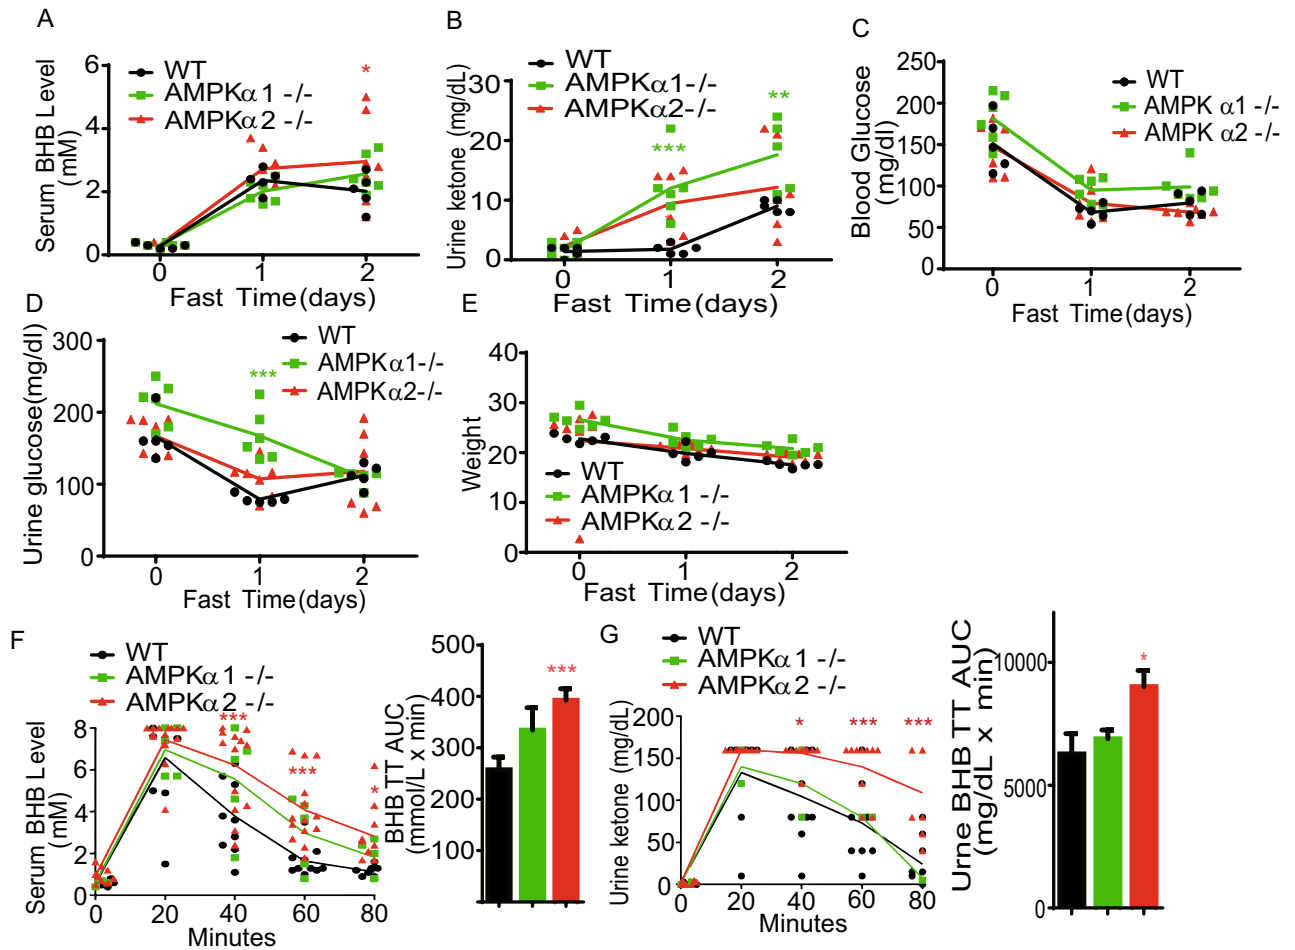 A
Serum BHB Level
(mM)
6
4
2
0
WT
AMPKα1 -/-
AMPKα2 -/-
*
0 1 2
Fast Time(days)
B
Urine ketone (mg/dL)
30
20
10
0
WT
AMPKα1-/-
AMPKα2-/-
***
**
0 1 2
Fast Time(days)
C
Blood Glucose
(mg/dl)
250
200
150
100
50
0
WT
AMPK α1 -/-
AMPK α2 -/-
0 1 2
Fast Time(days)
D
Urine glucose(mg/dl)
300
200
100
0
WT
AMPKα1-/-
AMPKα2-/-
***
0 1 2
Fast Time(days)
E
Weight
40
30
20
10
0
WT
AMPKα1 -/-
AMPKα2 -/-
0 1 2
Fast Time(days)
F
WT
AMPKα1 -/-
AMPKα2 -/-
Serum BHB Level
(mM)
8
6
4
2
0
***
***
*
0 20 40 60 80
Minutes
BHB TT AUC
(mmol/L x min)
500
400
300
200
100
***
G
WT
AMPKα1 -/-
AMPKα2 -/-
Urine ketone (mg/dL)
200
150
100
50
0
*
***
***
0 20 40 60 80
Minutes
Urne BHB TT AUC
(mg/dL x min)
10000
5000
0
*